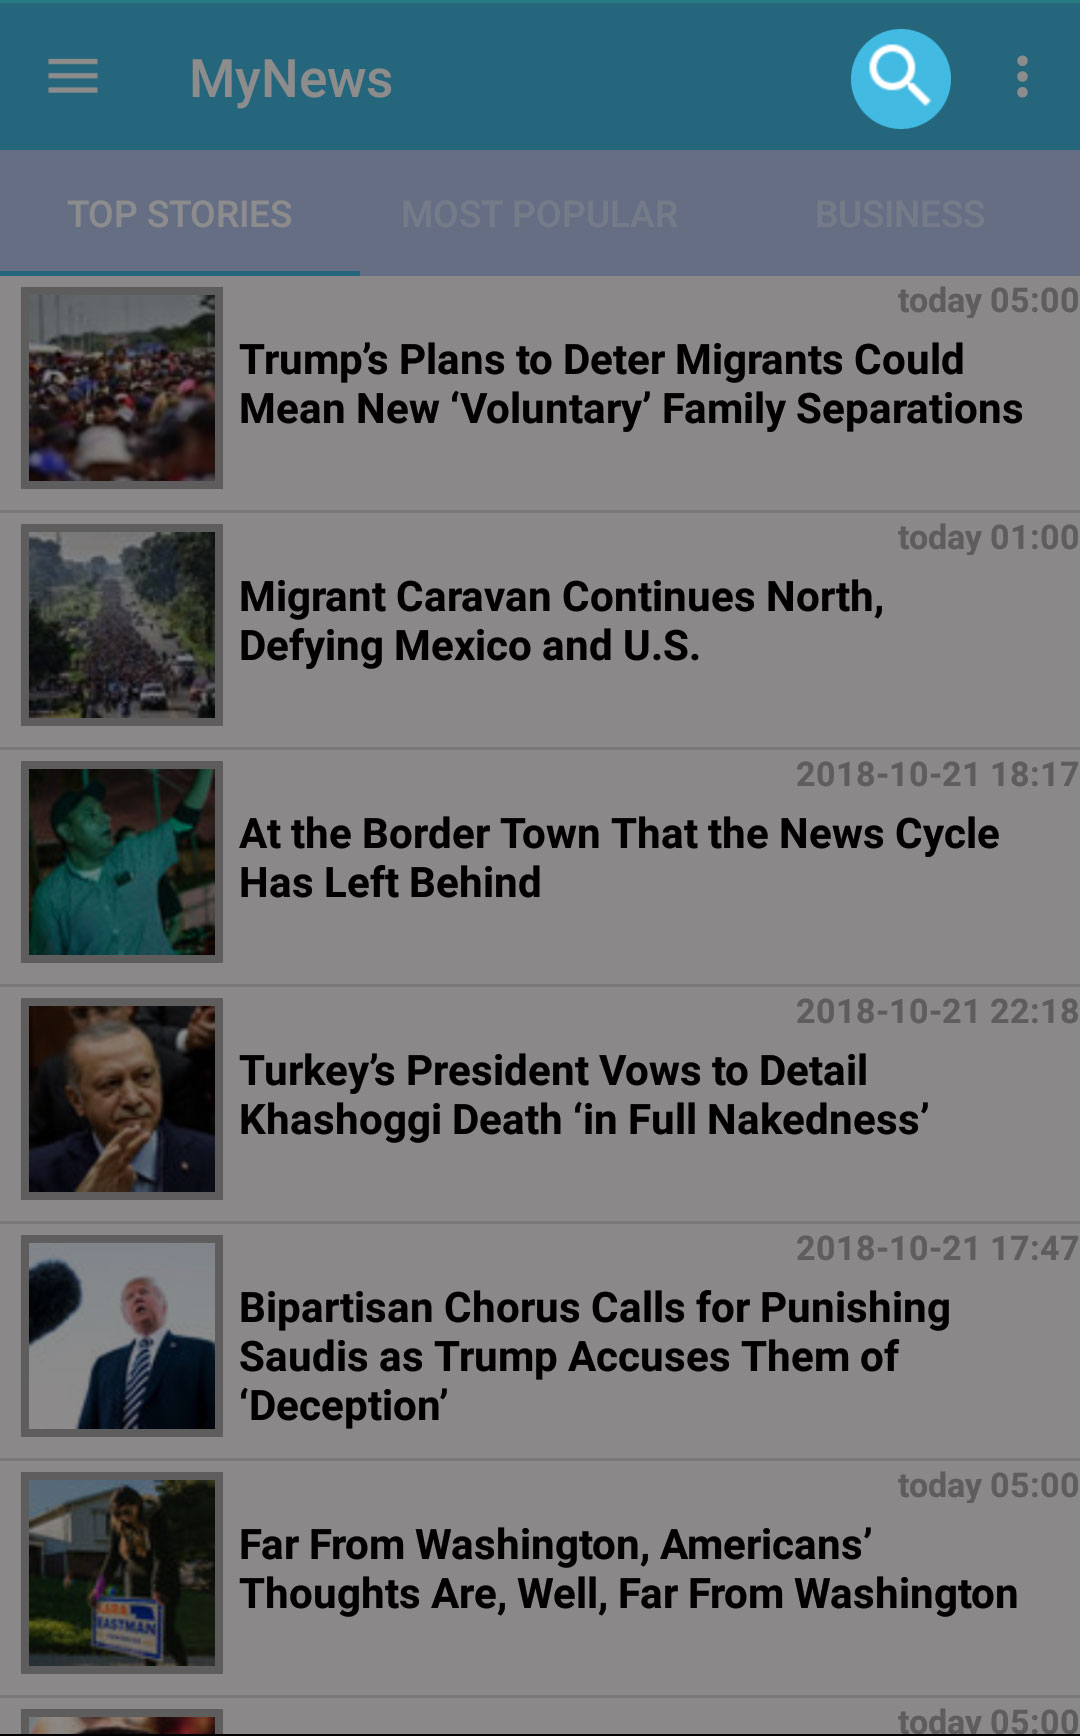 MyNews
TOP STORIES
MOST POPULAR
BUSINESS
today 05:00
Trump’s Plans to Deter Migrants Could
Mean New ‘Voluntary’ Family Separations
today 01:00
Migrant Caravan Continues North,
Defying Mexico and U.S.
2018-10-21 18:17
At the Border Town That the News Cycle
Has Left Behind
2018-10-21 22:18
Turkey’s President Vows to Detail
Khashoggi Death ‘in Full Nakedness’
2018-10-21 17:47
Bipartisan Chorus Calls for Punishing
Saudis as Trump Accuses Them of
‘Deception’
today 05:00
Far From Washington, Americans’
Thoughts Are, Well, Far From Washington
KARA
EASTMAN
today 05:00